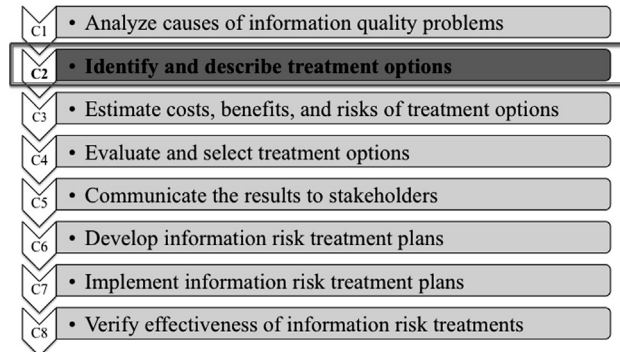 C1 • Analyze causes of information quality problems
C2 • Identify and describe treatment options
C3 • Estimate costs, benefits, and risks of treatment options
C4 • Evaluate and select treatment options
C5 • Communicate the results to stakeholders
C6 • Develop information risk treatment plans
C7 • Implement information risk treatment plans
C8 • Verify effectiveness of information risk treatments